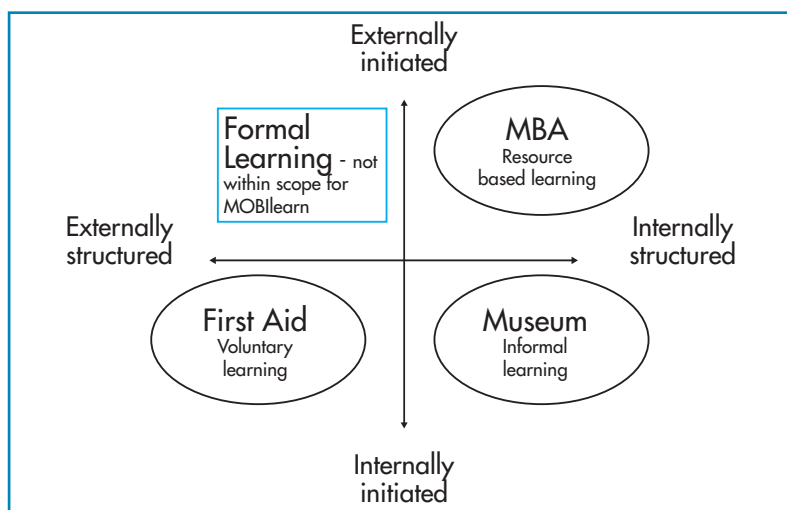 Externally
initiated
Formal
Learning - not
within scope for
MOBIlearn
MBA
Resource
based learning
Externally
structured
Internally
structured
First Aid
Voluntary
learning
Museum
Informal
learning
Internally
initiated